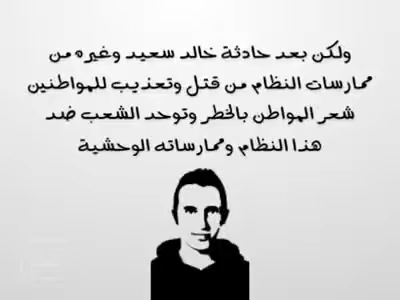 ولكن بعد حادثة خالد سعيد وغيره من
ممارسات النظام من قتل وتعذيب للمواطنين
شعر المواطن بالخطر وتوحد الشعب ضد
هذا النظام وممارساته الوحشية